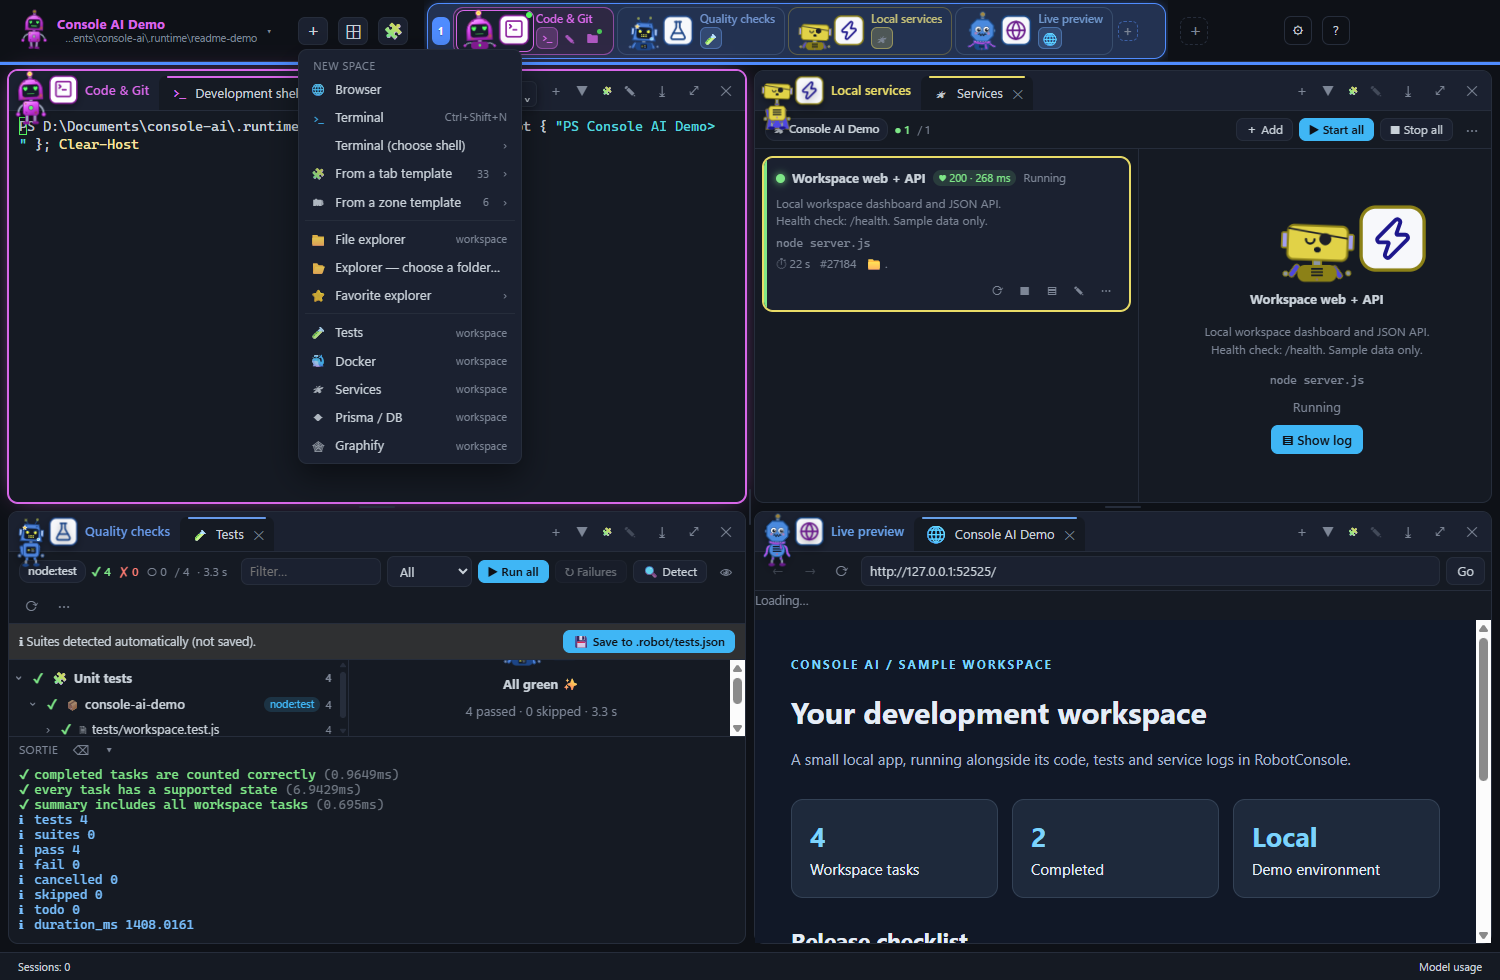 Console AI Demo
...ents\console-ai\.runtime\readme-demo
1
Code & Git
Quality checks
Local services
Live preview
?
Code & Git
Development shel
PS D:\Documents\console-ai\.runtime
t { "PS Console AI Demo>
" }; Clear-Host
NEW SPACE
Browser
Terminal Ctrl+Shift+N
Terminal (choose shell)
From a tab template 33
From a zone template 6
File explorer workspace
Explorer — choose a folder...
Favorite explorer
Tests workspace
Docker workspace
Services workspace
Prisma / DB workspace
Graphify workspace
Local services
Services
Console AI Demo 1 / 1
+ Add
Start all
Stop all
Workspace web + API 200 · 268 ms Running
Local workspace dashboard and JSON API.
Health check: /health. Sample data only.
node server.js
22 s #27184 .
Workspace web + API
Local workspace dashboard and JSON API.
Health check: /health. Sample data only.
node server.js
Running
Show log
Quality checks
Tests
node:test ✓ 4 ✗ 0 ○ 0 / 4 · 3.3 s
Filter...
All
Run all
Failures
Detect
Suites detected automatically (not saved).
Save to .robot/tests.json
Unit tests 4
console-ai-demo node:test 4
tests/workspace.test.js 4
All green
4 passed · 0 skipped · 3.3 s
SORTIE
✓ completed tasks are counted correctly (0.9649ms)
✓ every task has a supported state (6.9429ms)
✓ summary includes all workspace tasks (0.695ms)
ℹ tests 4
ℹ suites 0
ℹ pass 4
ℹ fail 0
ℹ cancelled 0
ℹ skipped 0
ℹ todo 0
ℹ duration_ms 1408.0161
Live preview
Console AI Demo
http://127.0.0.1:52525/
Go
Loading...
CONSOLE AI / SAMPLE WORKSPACE
Your development workspace
A small local app, running alongside its code, tests and service logs in RobotConsole.
4
Workspace tasks
2
Completed
Local
Demo environment
Release checklist
Sessions: 0
Model usage